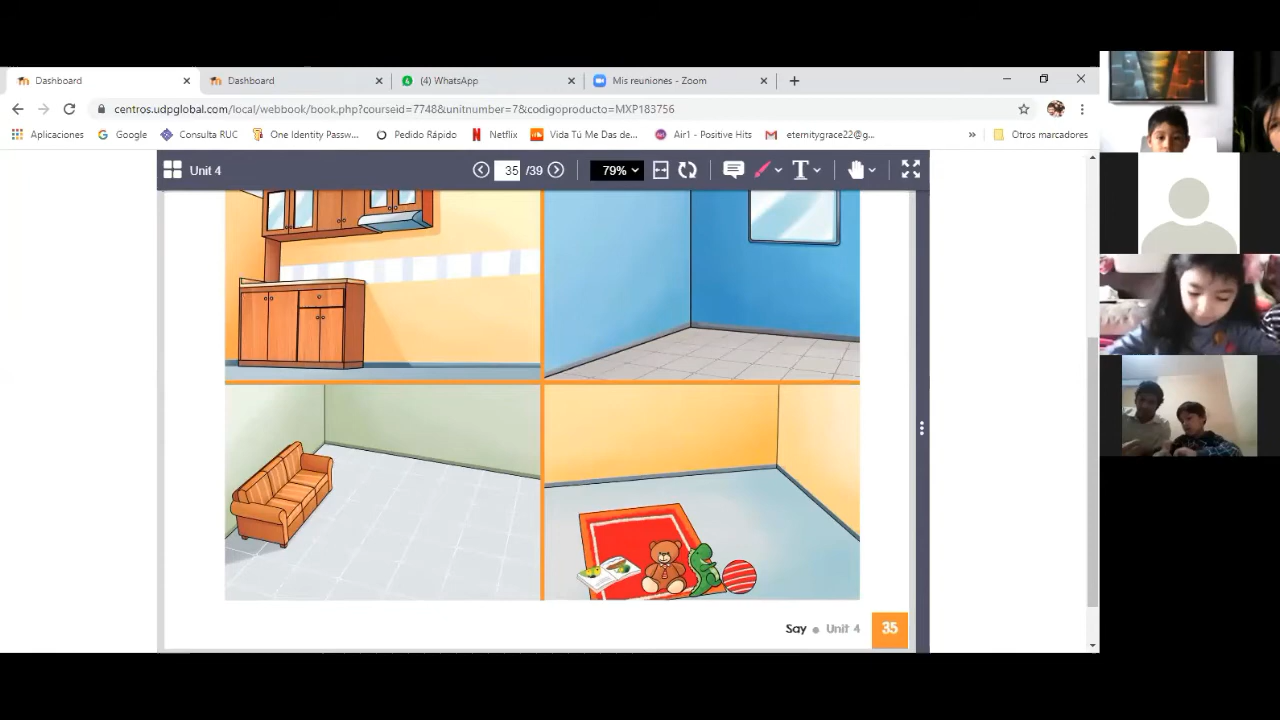 Dashboard
Dashboard
(4) WhatsApp
Mis reuniones - Zoom
centros.udpglobal.com/local/webbook/book.php?courseid=7748&unitnumber=7&codigoproducto=MXP183756
Aplicaciones
Google
Consulta RUC
One Identity Passw...
Pedido Rápido
Netflix
Vida Tú Me Das de...
Air1 - Positive Hits
eternitygrace22@g...
»
Otros marcadores
Unit 4
35 /39
79%
Say • Unit 4 35